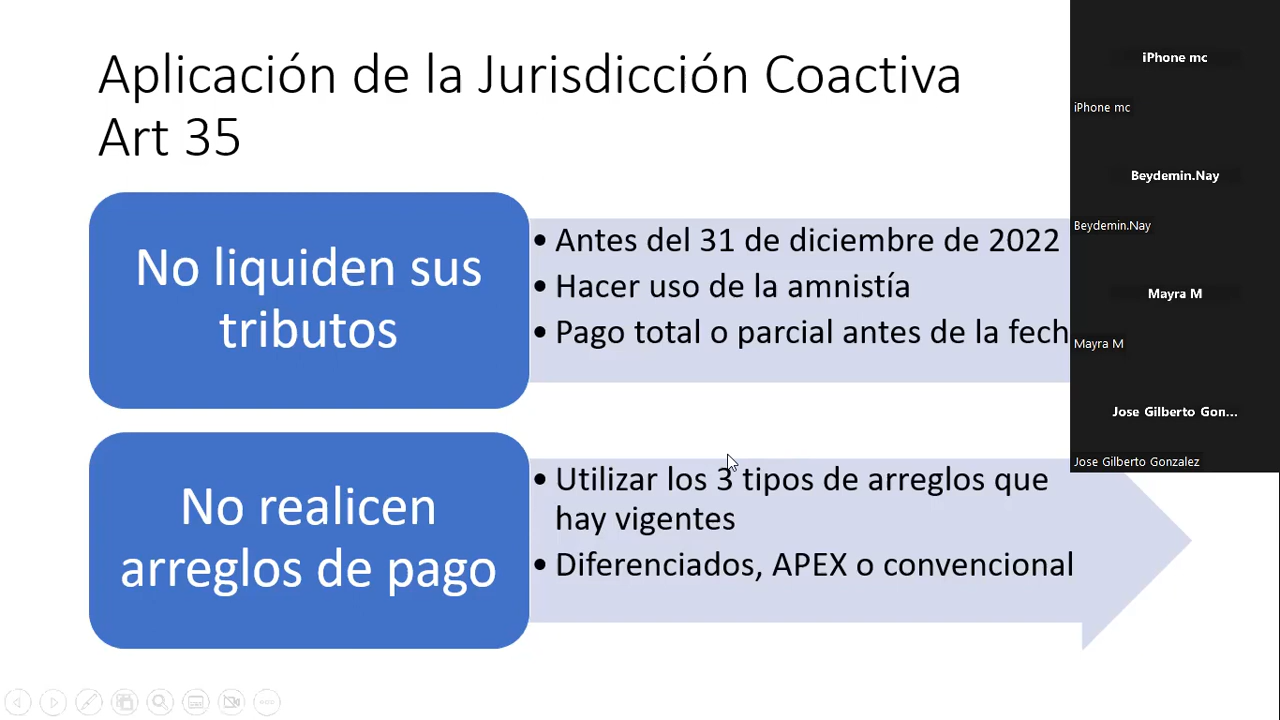 Aplicación de la Jurisdicción Coactiva
Art 35
No liquiden sus
tributos
• Antes del 31 de diciembre de 2022
• Hacer uso de la amnistía
• Pago total o parcial antes de la fech
No realicen
arreglos de pago
• Utilizar los 3 tipos de arreglos que
hay vigentes
• Diferenciados, APEX o convencional
iPhone mc
iPhone mc
Beydemin.Nay
Beydemin.Nay
Mayra M
Mayra M
Jose Gilberto Gon...
Jose Gilberto Gonzalez